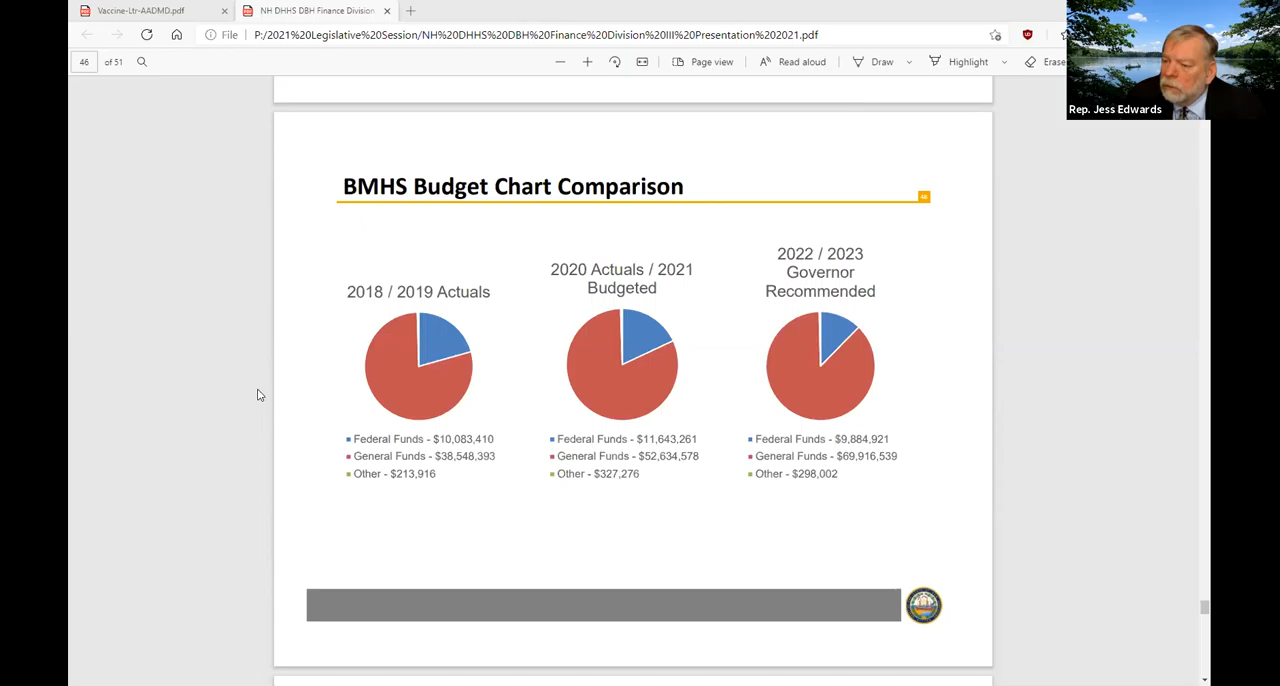 Vaccine-Ltr-AADMD.pdf
NH DHHS DBH Finance Division
File
P:/2021%20Legislative%20Session/NH%20DHHS%20DBH%20Finance%20Division%20III%20Presentation%202021.pdf
46 of 51
Page view
Read aloud
Draw
Highlight
Erase
Rep. Jess Edwards
BMHS Budget Chart Comparison
46
2018 / 2019 Actuals
Federal Funds - $10,083,410
General Funds - $38,548,393
Other - $213,916
2020 Actuals / 2021
Budgeted
Federal Funds - $11,643,261
General Funds - $52,634,578
Other - $327,276
2022 / 2023
Governor
Recommended
Federal Funds - $9,884,921
General Funds - $69,916,539
Other - $298,002